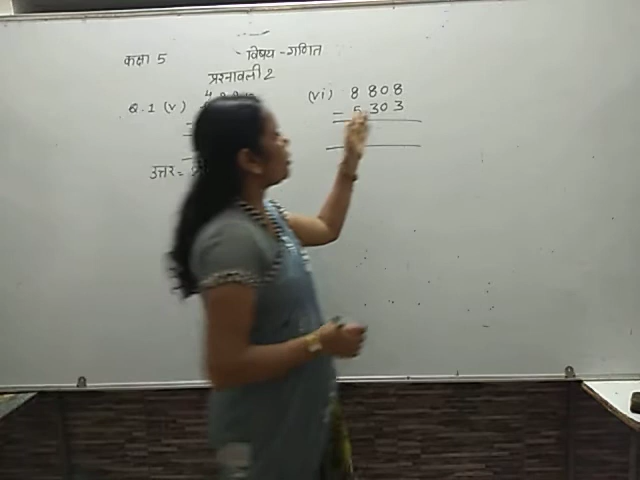 कक्षा 5 विषय - गणित
प्रश्नावली 2
Q.1 (v) (vi) 8808
- 5303
उत्तर =